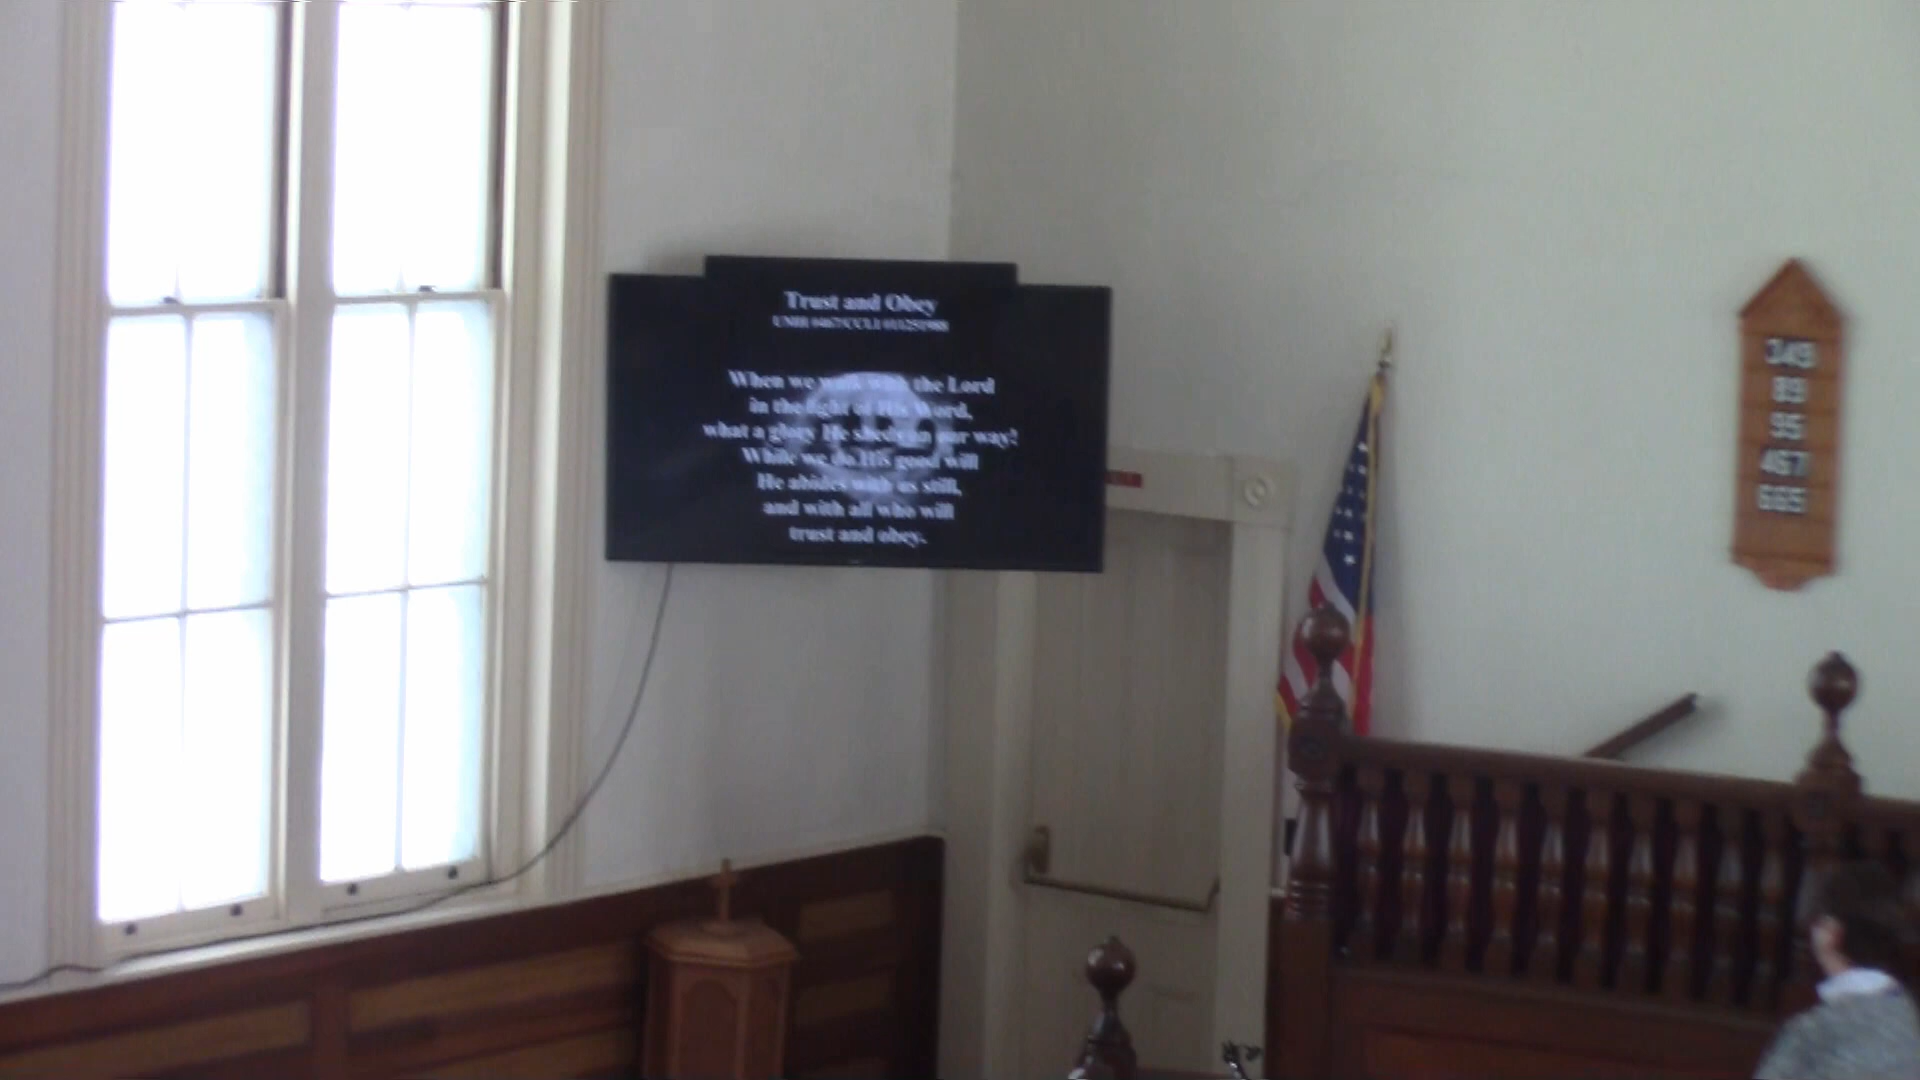 Trust and Obey
When we walk with the Lord
in the light of His Word,
what a glory He sheds on our way!
While we do His good will
He abides with us still,
and with all who will
trust and obey.
349
89
95
467
665